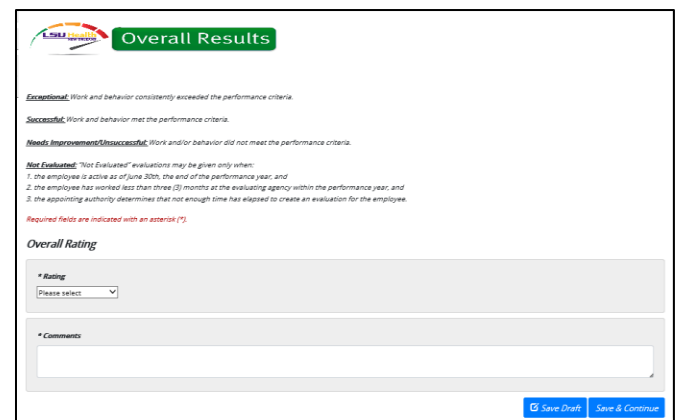 LSU Health
NEW ORLEANS
Overall Results
Exceptional: Work and behavior consistently exceeded the performance criteria.
Successful: Work and behavior met the performance criteria.
Needs Improvement/Unsuccessful: Work and/or behavior did not meet the performance criteria.
Not Evaluated: "Not Evaluated" evaluations may be given only when:
1. the employee is active as of June 30th, the end of the performance year, and
2. the employee has worked less than three (3) months at the evaluating agency within the performance year, and
3. the appointing authority determines that not enough time has elapsed to create an evaluation for the employee.
Required fields are indicated with an asterisk (*).
Overall Rating
* Rating
Please select
* Comments
Save Draft Save & Continue